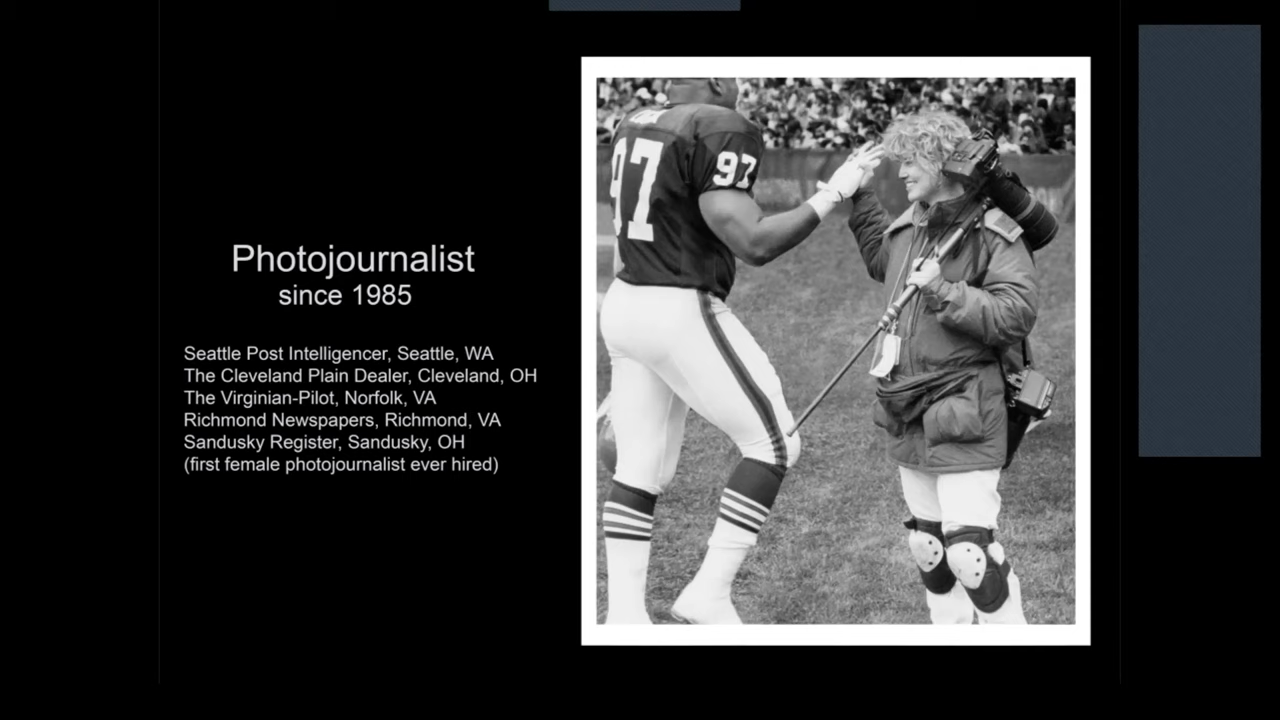 Photojournalist
since 1985
Seattle Post Intelligencer, Seattle, WA
The Cleveland Plain Dealer, Cleveland, OH
The Virginian-Pilot, Norfolk, VA
Richmond Newspapers, Richmond, VA
Sandusky Register, Sandusky, OH
(first female photojournalist ever hired)
97
97